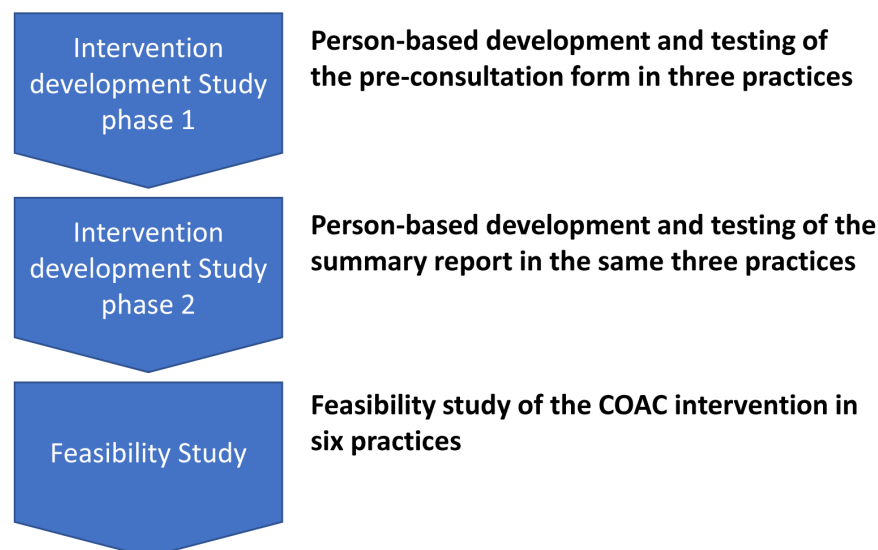 Intervention
development Study
phase 1
Person-based development and testing of
the pre-consultation form in three practices
Intervention
development Study
phase 2
Person-based development and testing of the
summary report in the same three practices
Feasibility Study
Feasibility study of the COAC intervention in
six practices